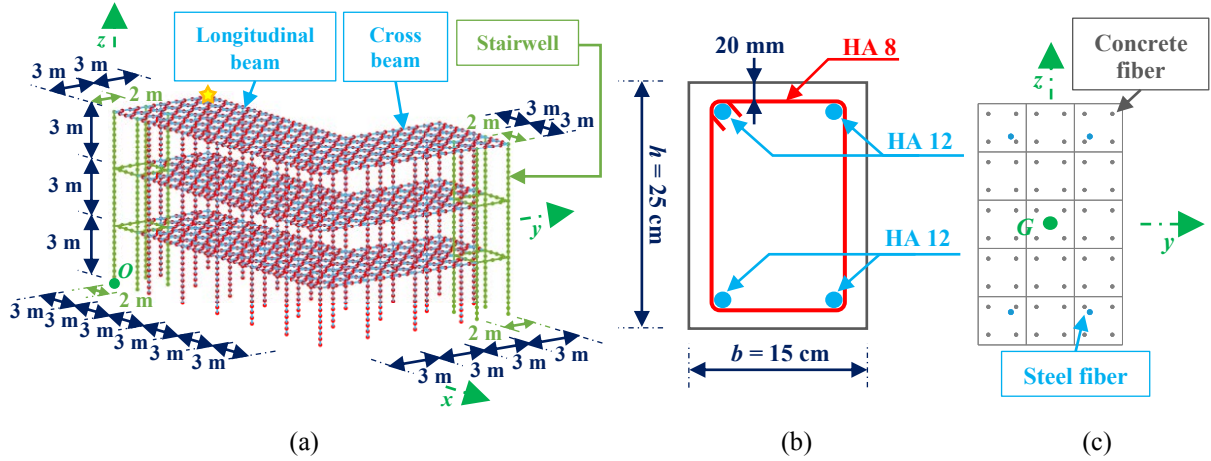 z
3 m
3 m
2 m
Longitudinal
beam
Cross
beam
Stairwell
3 m
3 m
2 m
3 m
3 m
3 m
O
2 m
3 m
3 m
3 m
3 m
3 m
3 m
y
2 m
3 m
3 m
3 m
3 m
x
(a)
20 mm
HA 8
HA 12
h = 25 cm
HA 12
b = 15 cm
(b)
Concrete
fiber
z
G
y
Steel fiber
(c)